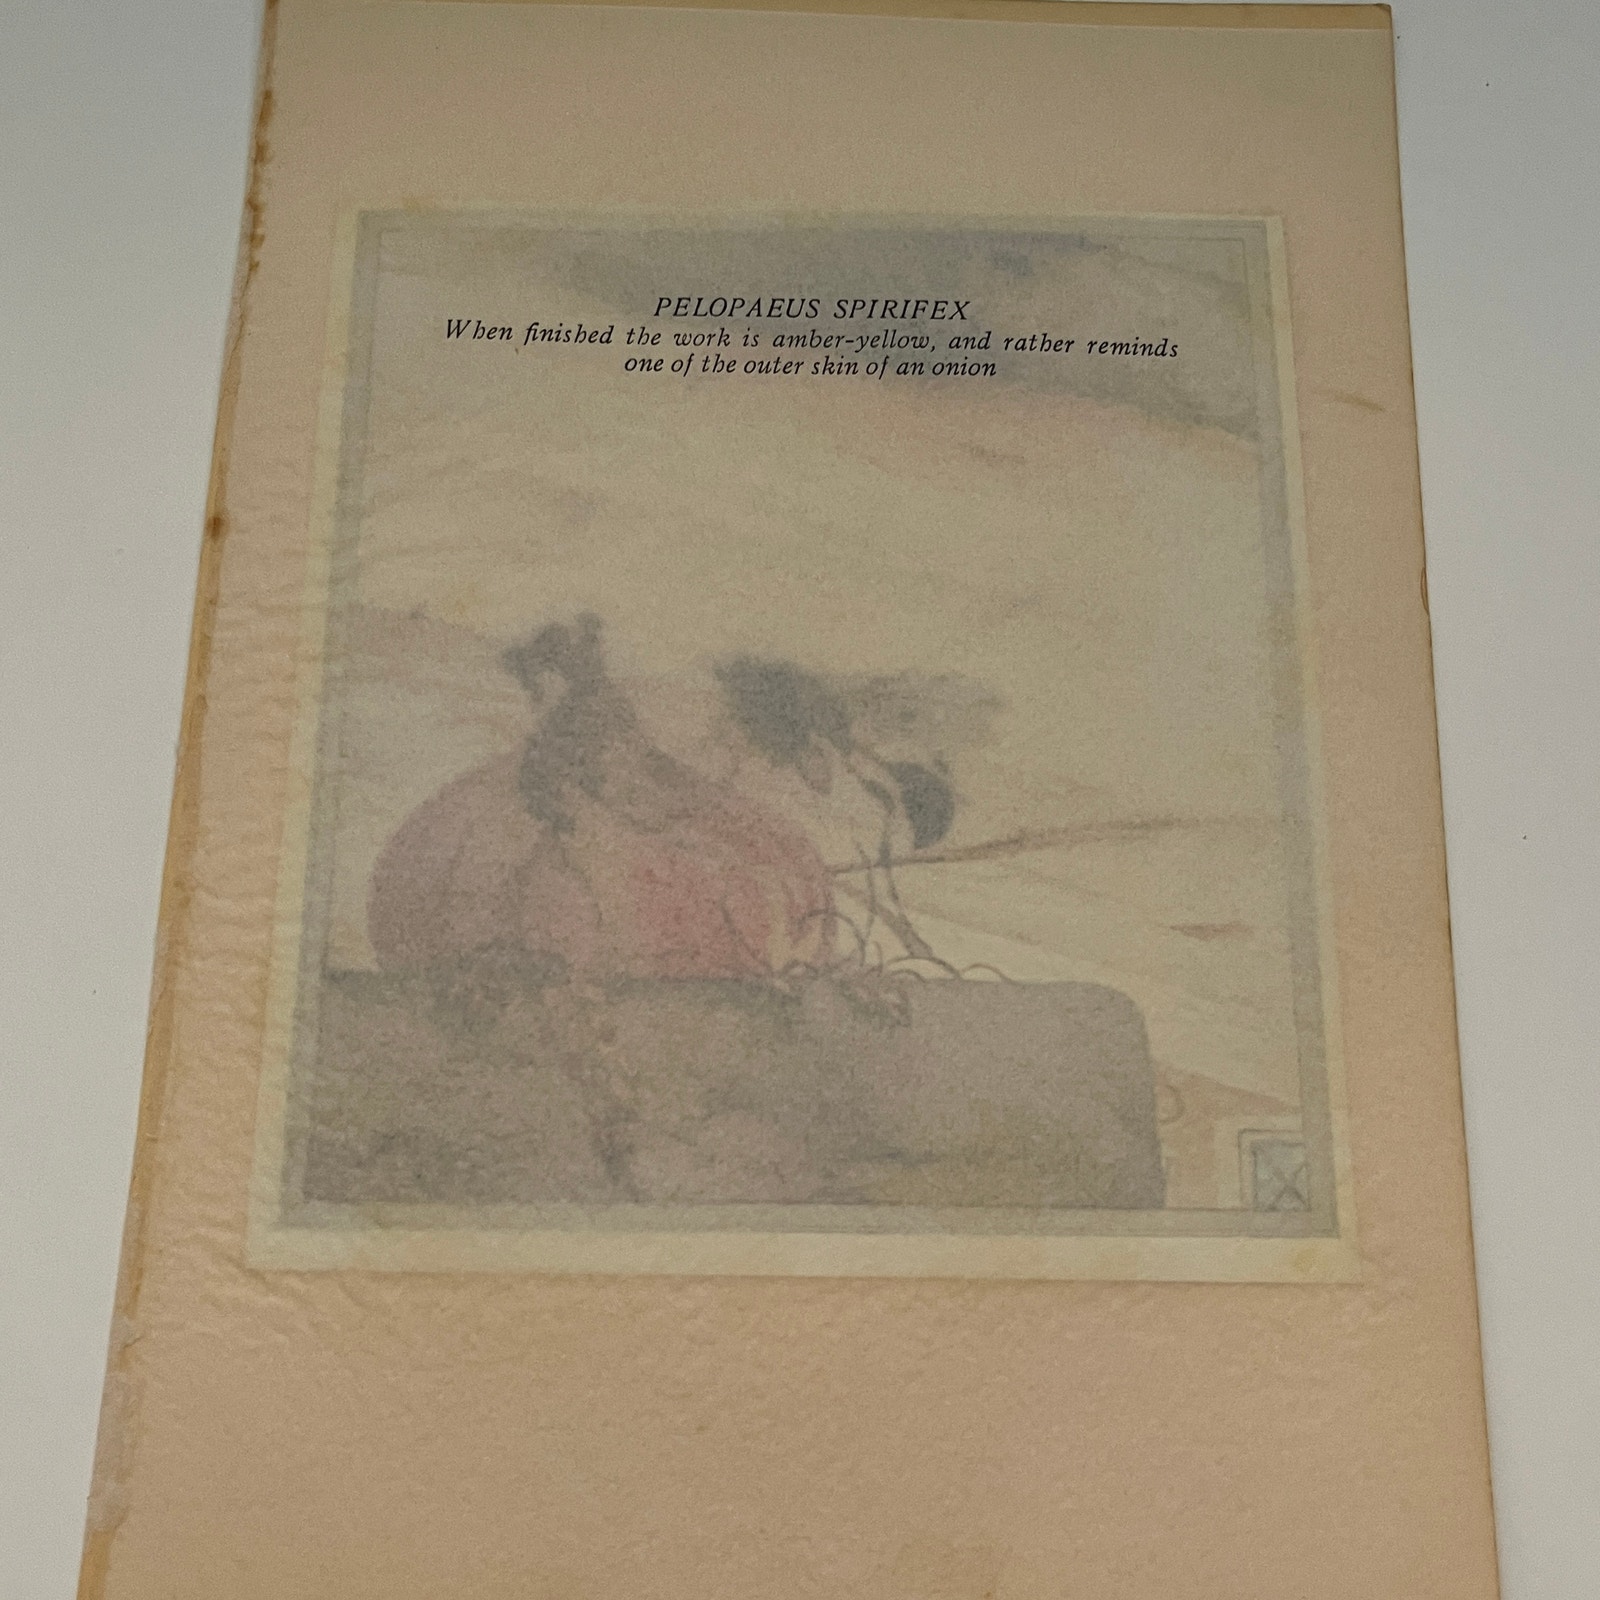 PELOPAEUS SPIRIFEX
When finished the work is amber-yellow, and rather reminds
one of the outer skin of an onion